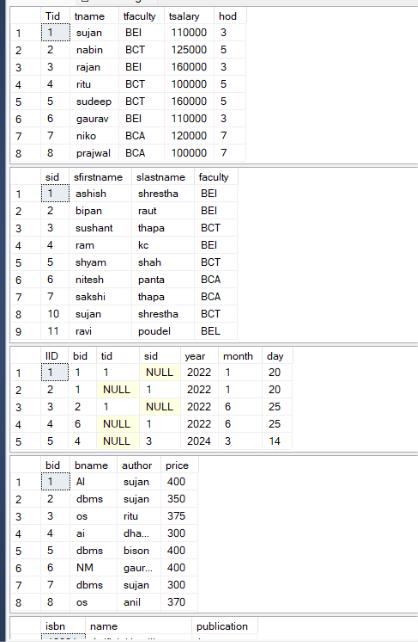 Tid tname tfaculty tsalary hod
1 1 sujan BEI 110000 3
2 2 nabin BCT 125000 5
3 3 rajan BEI 160000 3
4 4 ritu BCT 100000 5
5 5 sudeep BCT 160000 5
6 6 gaurav BEI 110000 3
7 7 niko BCA 120000 7
8 8 prajwal BCA 100000 7
sid sfirstname slastname faculty
1 1 ashish shrestha BEI
2 2 bipan raut BEI
3 3 sushant thapa BCT
4 4 ram kc BEI
5 5 shyam shah BCT
6 6 nitesh panta BCA
7 7 sakshi thapa BCA
8 10 sujan shrestha BCT
9 11 ravi poudel BEL
IID bid tid sid year month day
1 1 1 1 NULL 2022 1 20
2 2 1 NULL 1 2022 1 20
3 3 2 1 NULL 2022 6 25
4 4 6 NULL 1 2022 6 25
5 5 4 NULL 3 2024 3 14
bid bname author price
1 1 AI sujan 400
2 2 dbms sujan 350
3 3 os ritu 375
4 4 ai dha... 300
5 5 dbms bison 400
6 6 NM gaur... 400
7 7 dbms sujan 300
8 8 os anil 370
isbn name publication